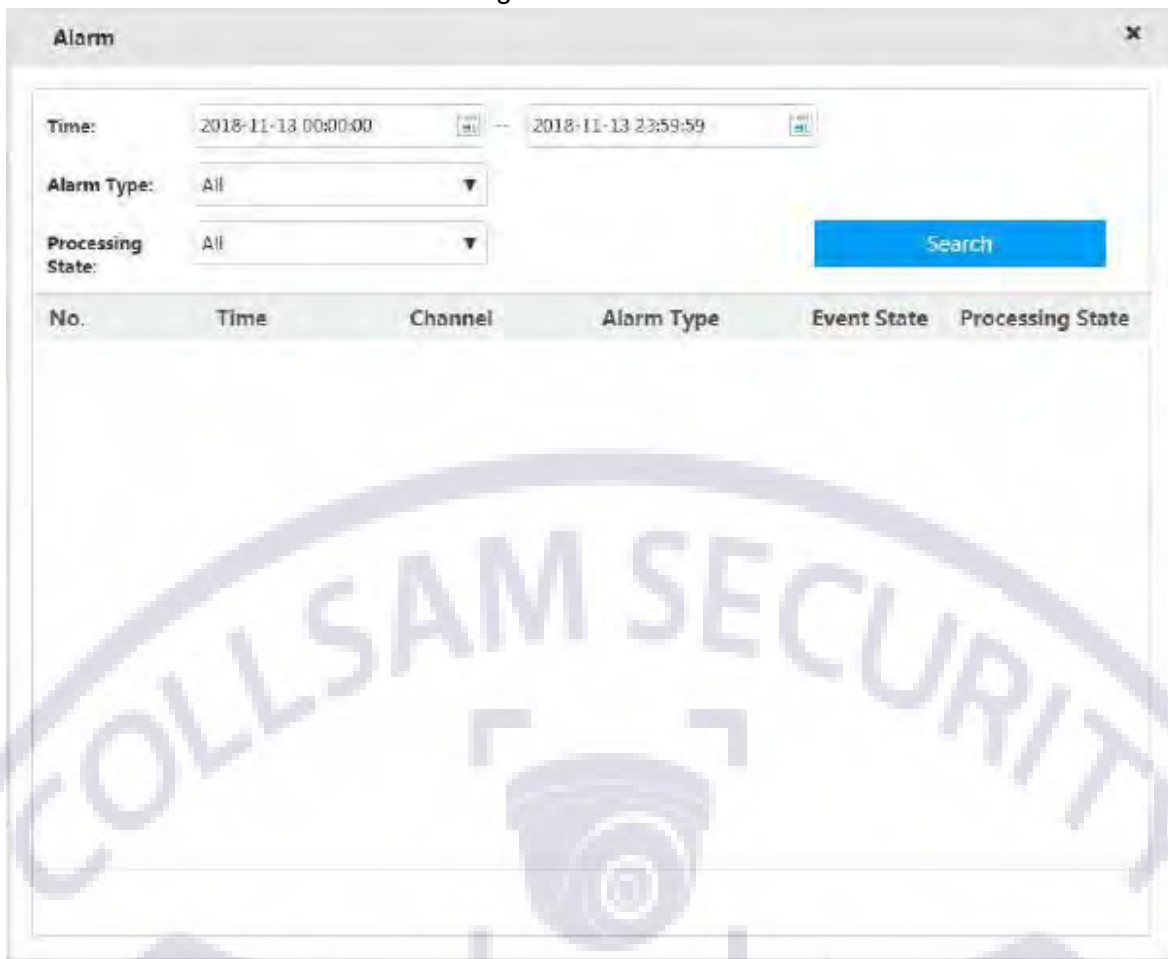 Alarm
Time: 2018-11-13 00:00:00 -- 2018-11-13 23:59:59
Alarm Type: All
Processing State: All
Search
No. Time Channel Alarm Type Event State Processing State
COLLSAM SECURITY